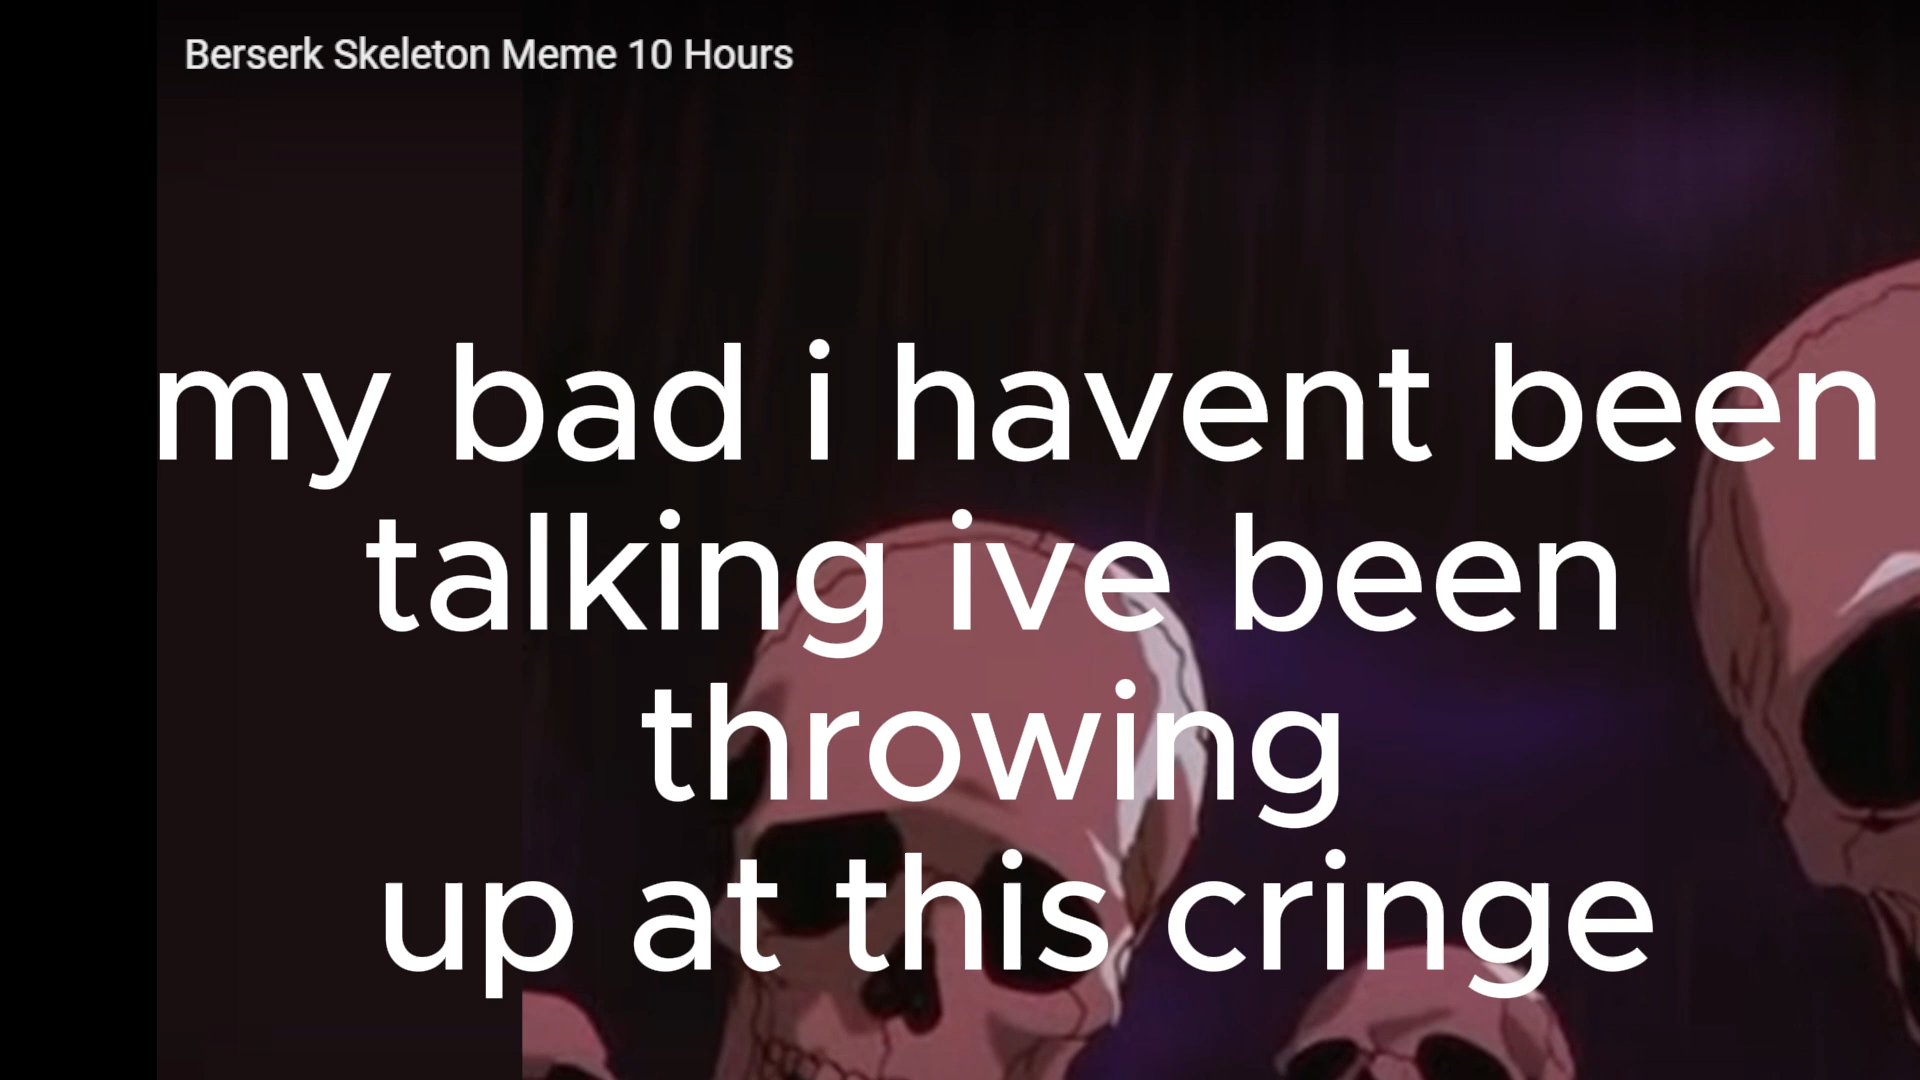 Berserk Skeleton Meme 10 Hours
my bad i havent been
talking ive been
throwing
up at this cringe